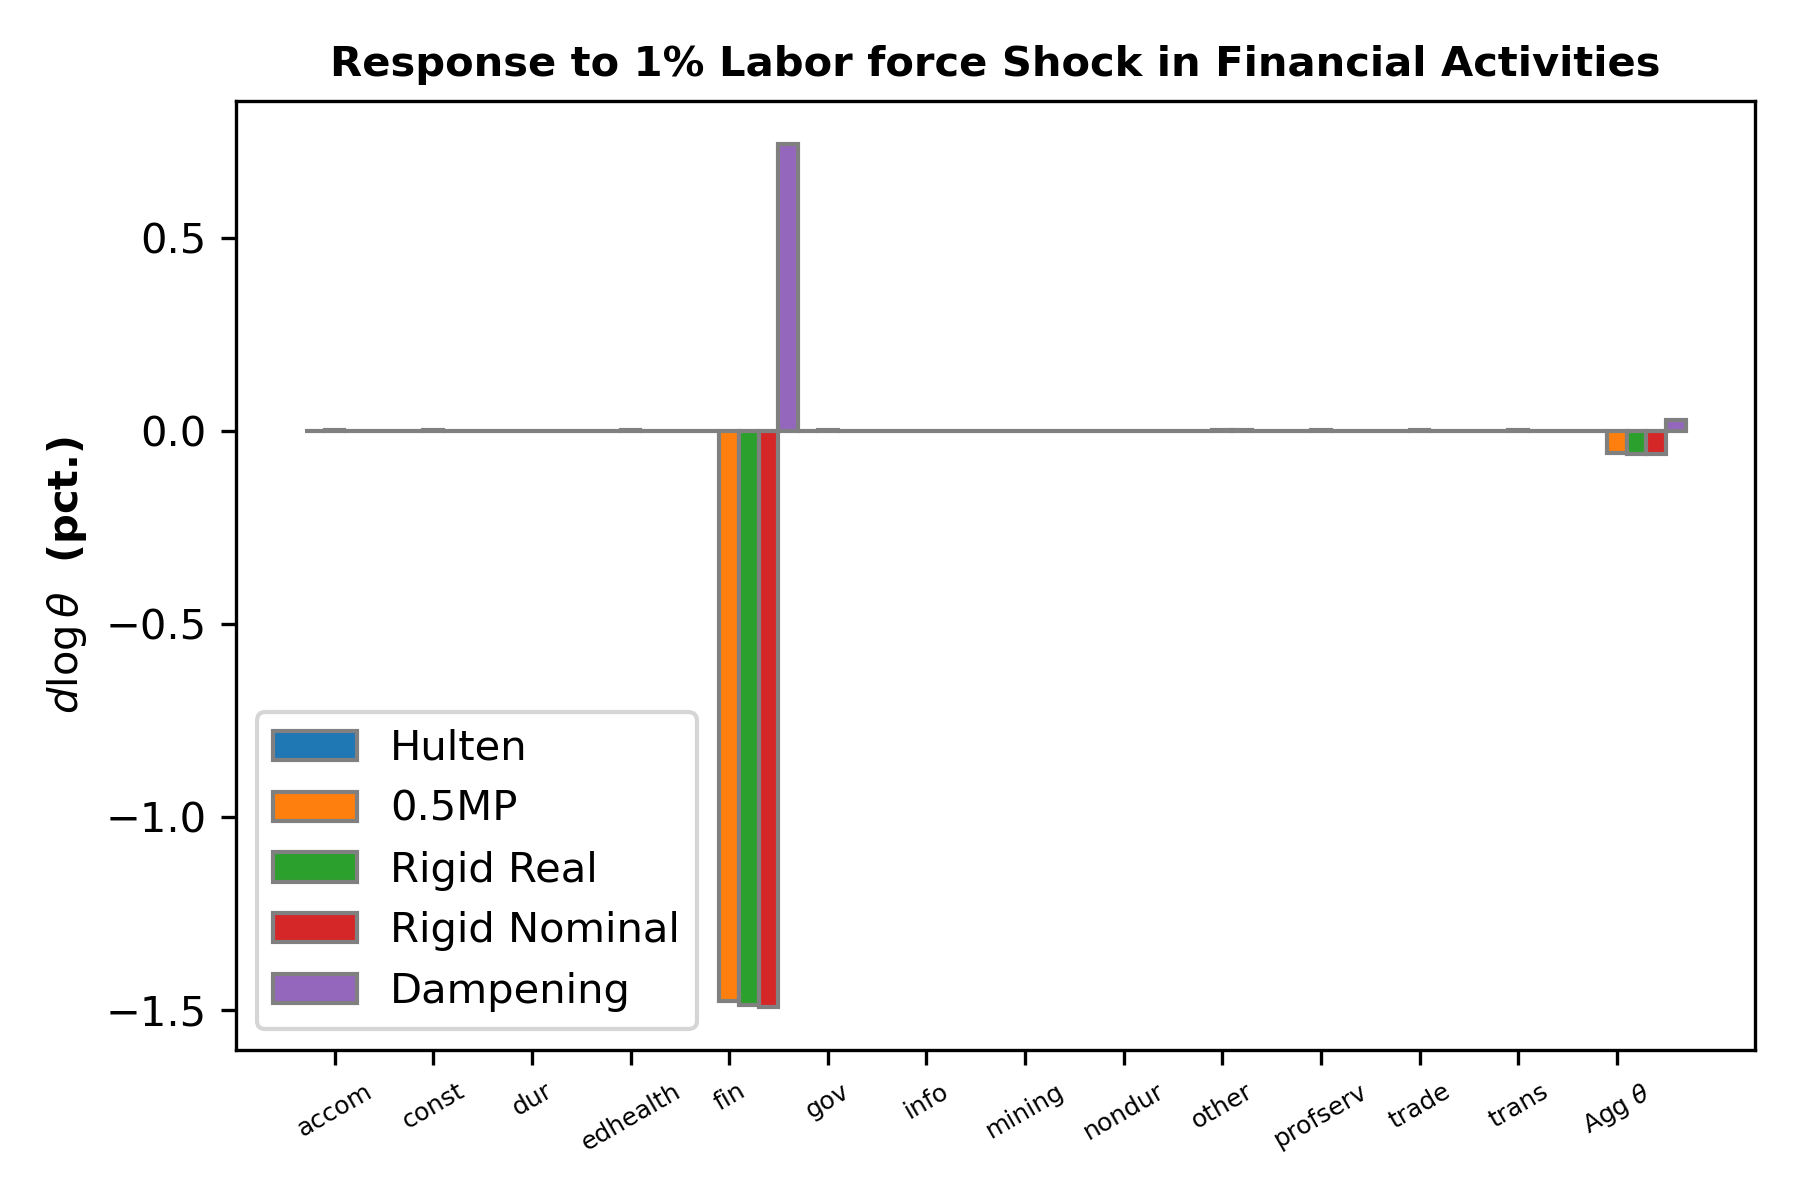 Response to 1% Labor force Shock in Financial Activities
d log θ (pct.)
0.5
0.0
−0.5
−1.0
−1.5
Hulten
0.5MP
Rigid Real
Rigid Nominal
Dampening
accom const dur edhealth fin gov info mining nondur other profserv trade trans Agg θ